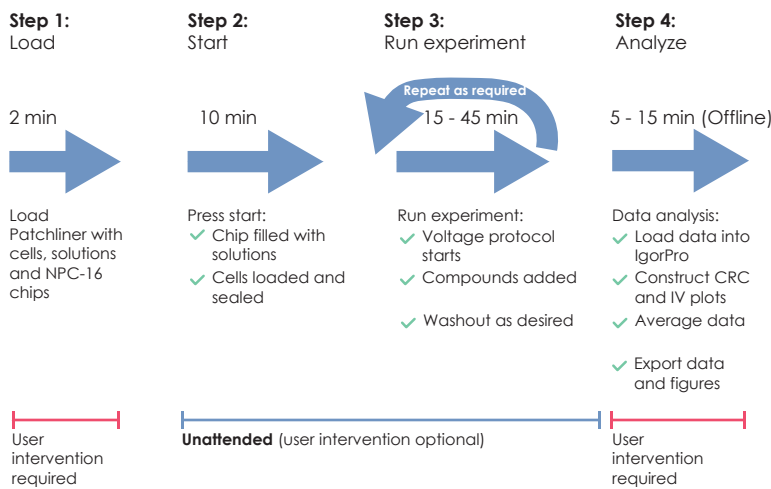 Step 1:
Load
2 min
Load
Patchliner with
cells, solutions
and NPC-16
chips
Step 2:
Start
10 min
Press start:
Chip filled with
solutions
Cells loaded and
sealed
Step 3:
Run experiment
Repeat as required
15 - 45 min
Run experiment:
Voltage protocol
starts
Compounds added
Washout as desired
Step 4:
Analyze
5 - 15 min (Offline)
Data analysis:
Load data into
IgorPro
Construct CRC
and IV plots
Average data
Export data
and figures
User
intervention
required
Unattended (user intervention optional)
User
intervention
required